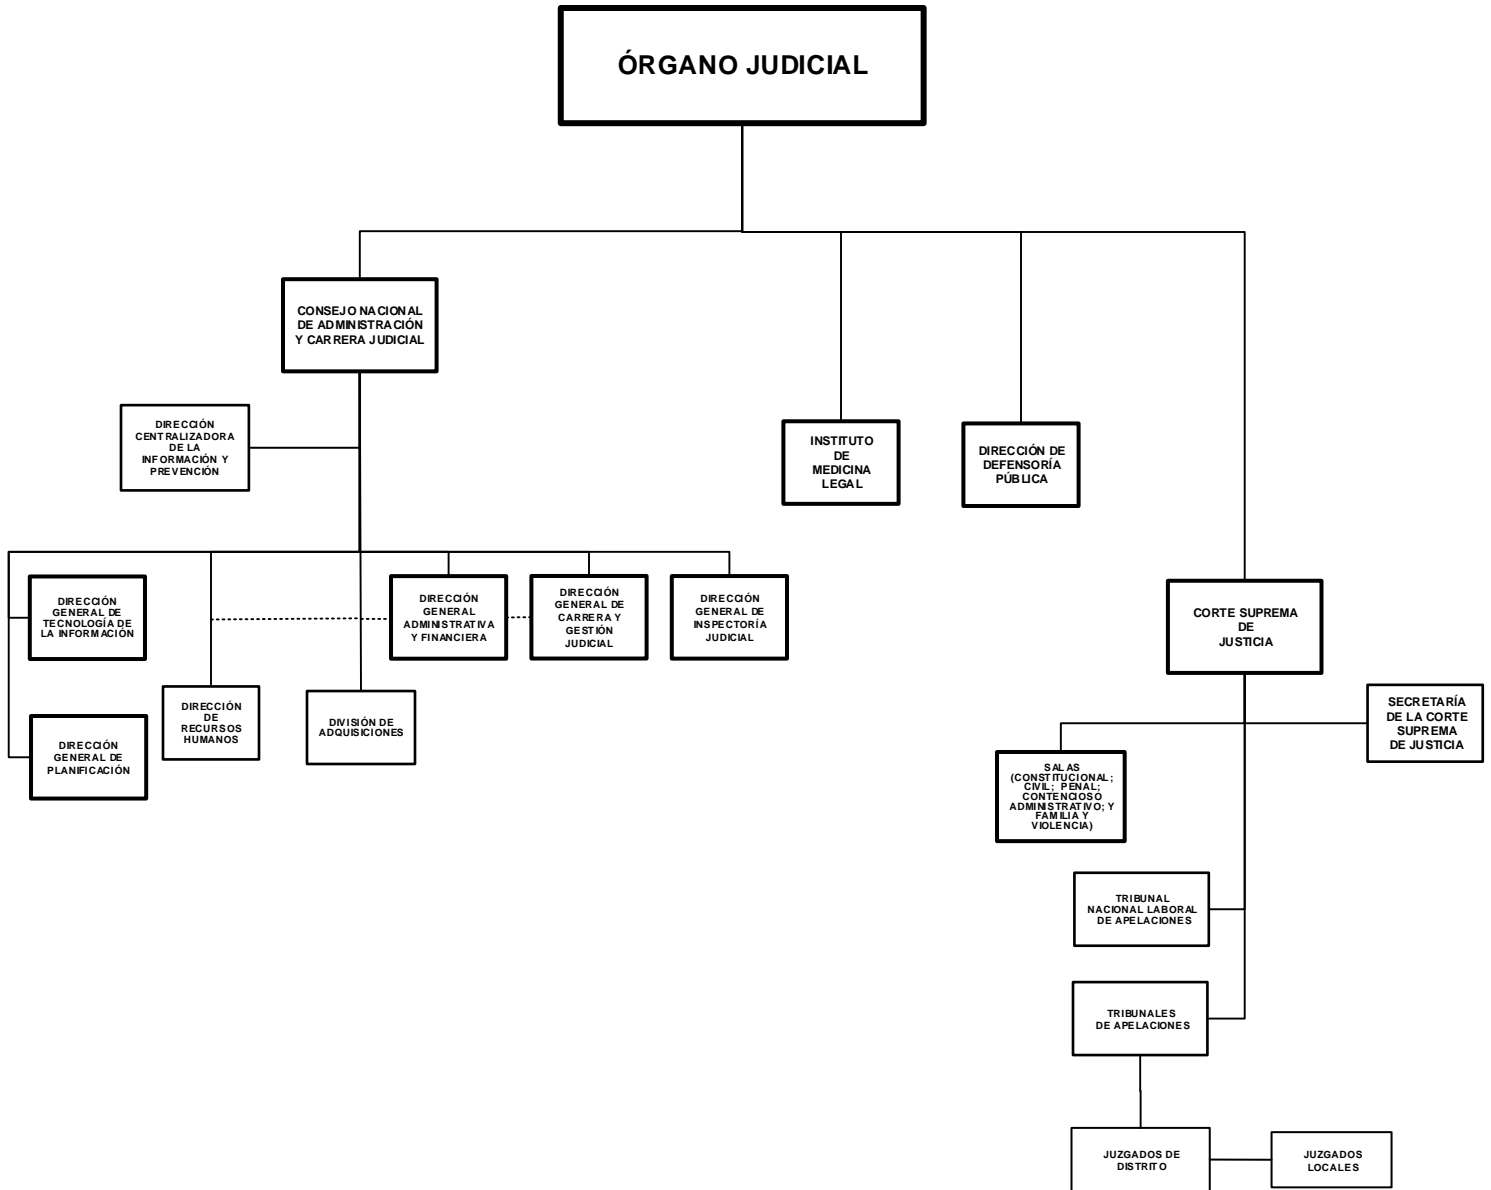 ÓRGANO JUDICIAL
CONSEJO NACIONAL
DE ADMINISTRACIÓN
Y CARRERA JUDICIAL
DIRECCIÓN
CENTRALIZADORA
DE LA
INFORMACIÓN Y
PREVENCIÓN
INSTITUTO
DE
MEDICINA
LEGAL
DIRECCIÓN DE
DEFENSORÍA
PÚBLICA
DIRECCIÓN
GENERAL DE
TECNOLOGÍA DE
LA INFORMACIÓN
DIRECCIÓN
GENERAL
ADMINISTRATIVA
Y FINANCIERA
DIRECCIÓN
GENERAL DE
CARRERA Y
GESTIÓN
JUDICIAL
DIRECCIÓN
GENERAL DE
INSPECTORÍA
JUDICIAL
CORTE SUPREMA
DE
JUSTICIA
DIRECCIÓN
DE
RECURSOS
HUMANOS
DIVISIÓN DE
ADQUISICIONES
SECRETARÍA
DE LA CORTE
SUPREMA
DE JUSTICIA
DIRECCIÓN
GENERAL DE
PLANIFICACIÓN
SALAS
(CONSTITUCIONAL;
CIVIL; PENAL;
CONTENCIOSO
ADMINISTRATIVO; Y
FAMILIA Y
VIOLENCIA)
TRIBUNAL
NACIONAL LABORAL
DE APELACIONES
TRIBUNALES
DE APELACIONES
JUZGADOS DE
DISTRITO
JUZGADOS
LOCALES